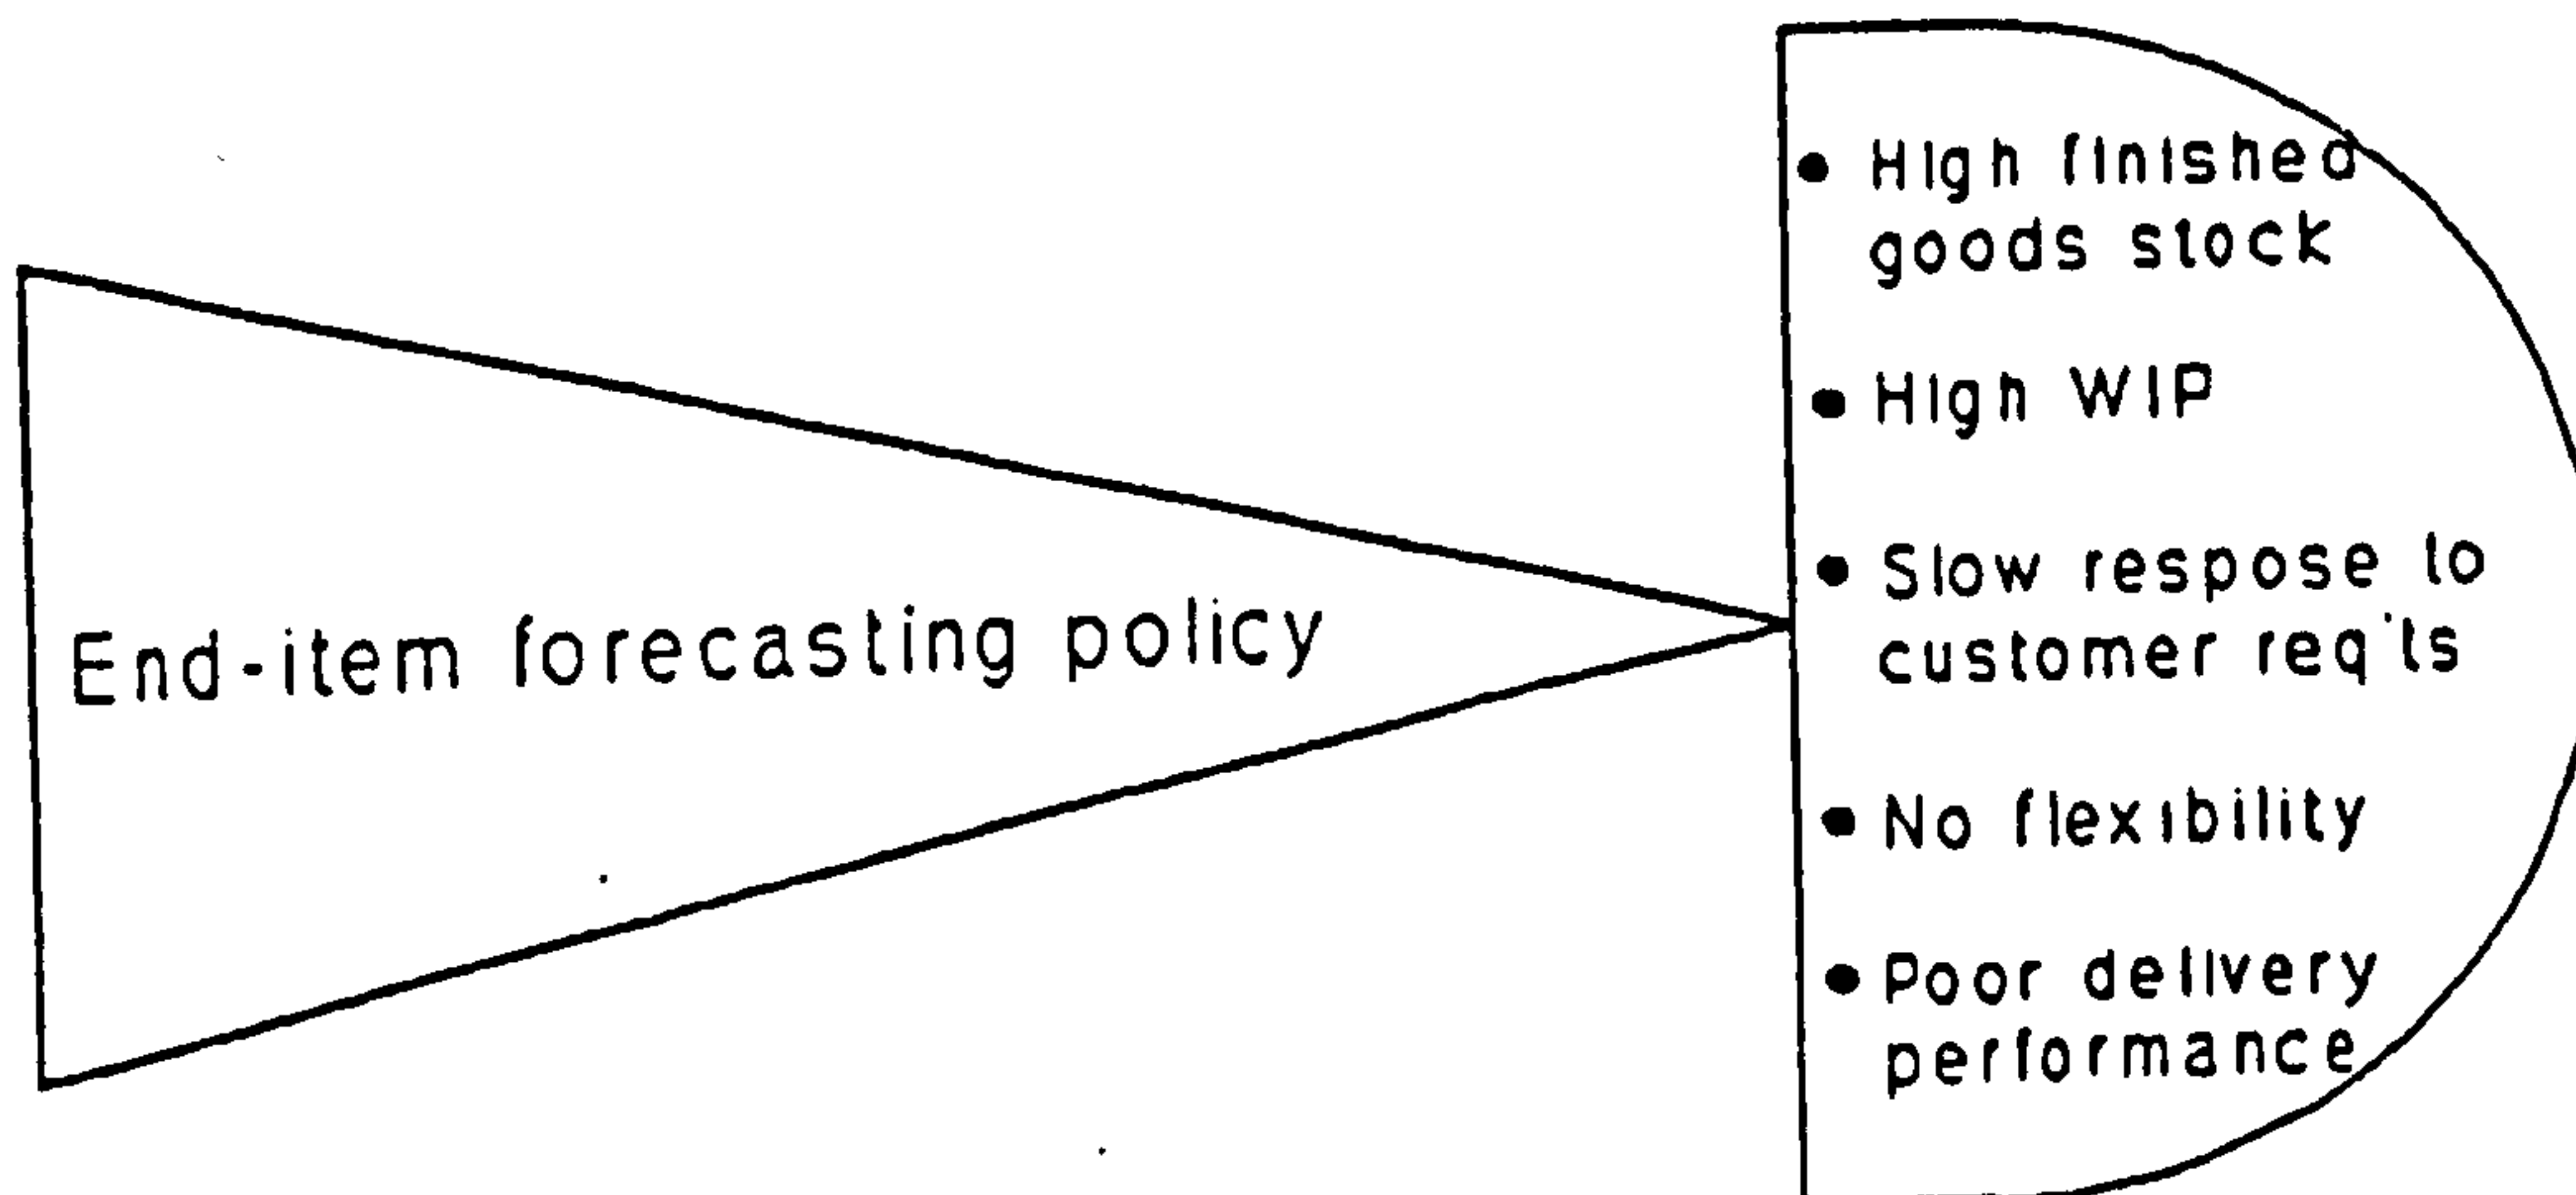 End-item forecasting policy
• High finished
goods stock
• High WIP
• Slow respose to
customer req'ts
• No flexibility
• Poor delivery
performance